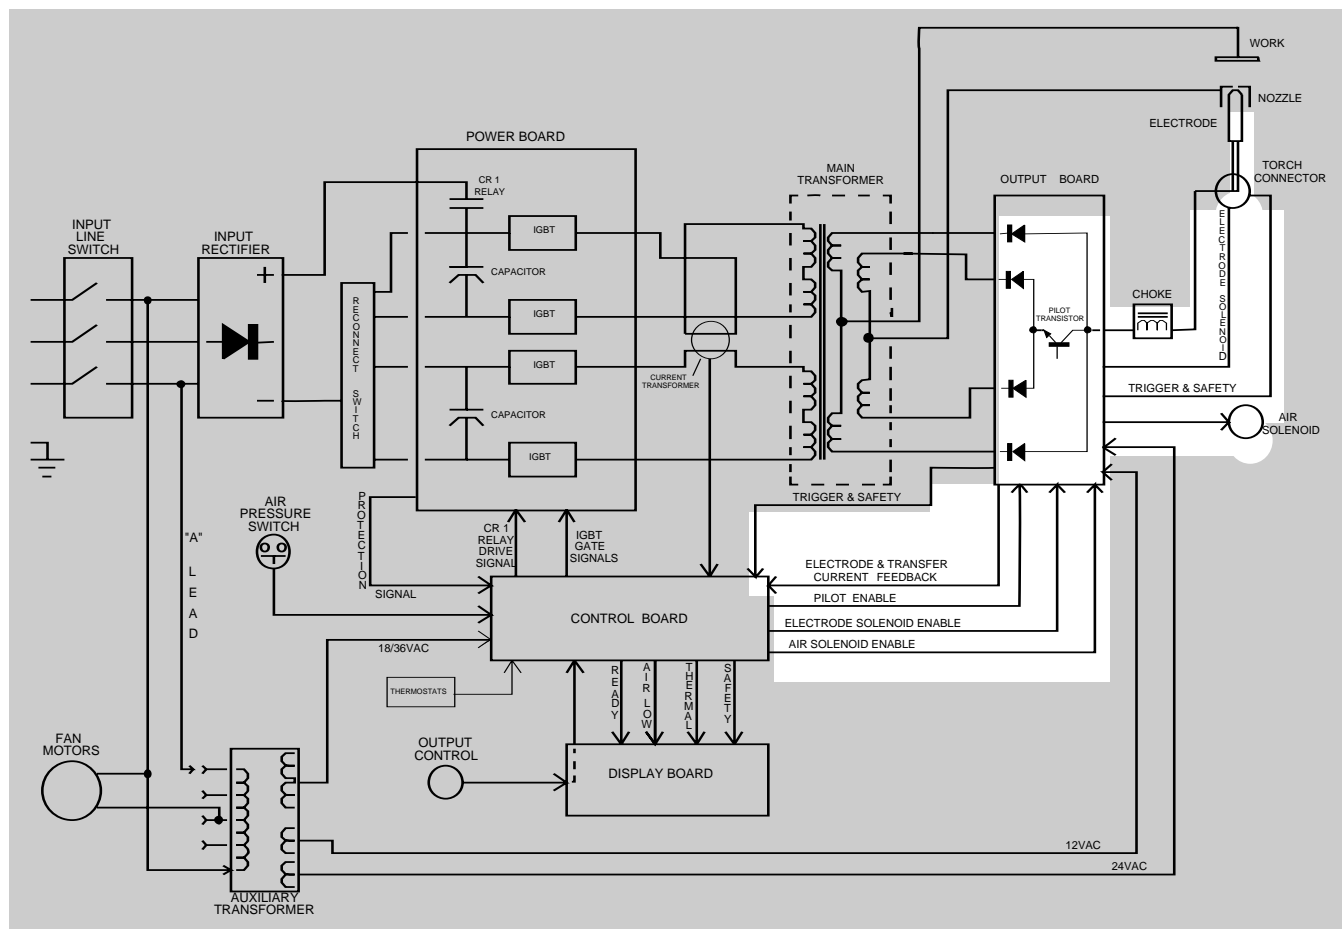 WORK
NOZZLE
ELECTRODE
TORCH
CONNECTOR
POWER BOARD
MAIN
TRANSFORMER
OUTPUT BOARD
CR 1
RELAY
INPUT
LINE
SWITCH
INPUT
RECTIFIER
+
−
IGBT
CAPACITOR
IGBT
IGBT
CAPACITOR
IGBT
RECONNECT SWITCH
CURRENT
TRANSFORMER
PILOT
TRANSISTOR
CHOKE
ELECTRODE SOLENOID
TRIGGER & SAFETY
AIR
SOLENOID
TRIGGER & SAFETY
AIR
PRESSURE
SWITCH
"A" LEAD
PROTECTION
SIGNAL
CR 1
RELAY
DRIVE
SIGNAL
IGBT
GATE
SIGNALS
ELECTRODE & TRANSFER
CURRENT FEEDBACK
PILOT ENABLE
CONTROL BOARD
ELECTRODE SOLENOID ENABLE
AIR SOLENOID ENABLE
18/36VAC
THERMOSTATS
READY
AIR LOW
THERMAL
SAFETY
FAN
MOTORS
OUTPUT
CONTROL
DISPLAY BOARD
12VAC
24VAC
AUXILIARY
TRANSFORMER